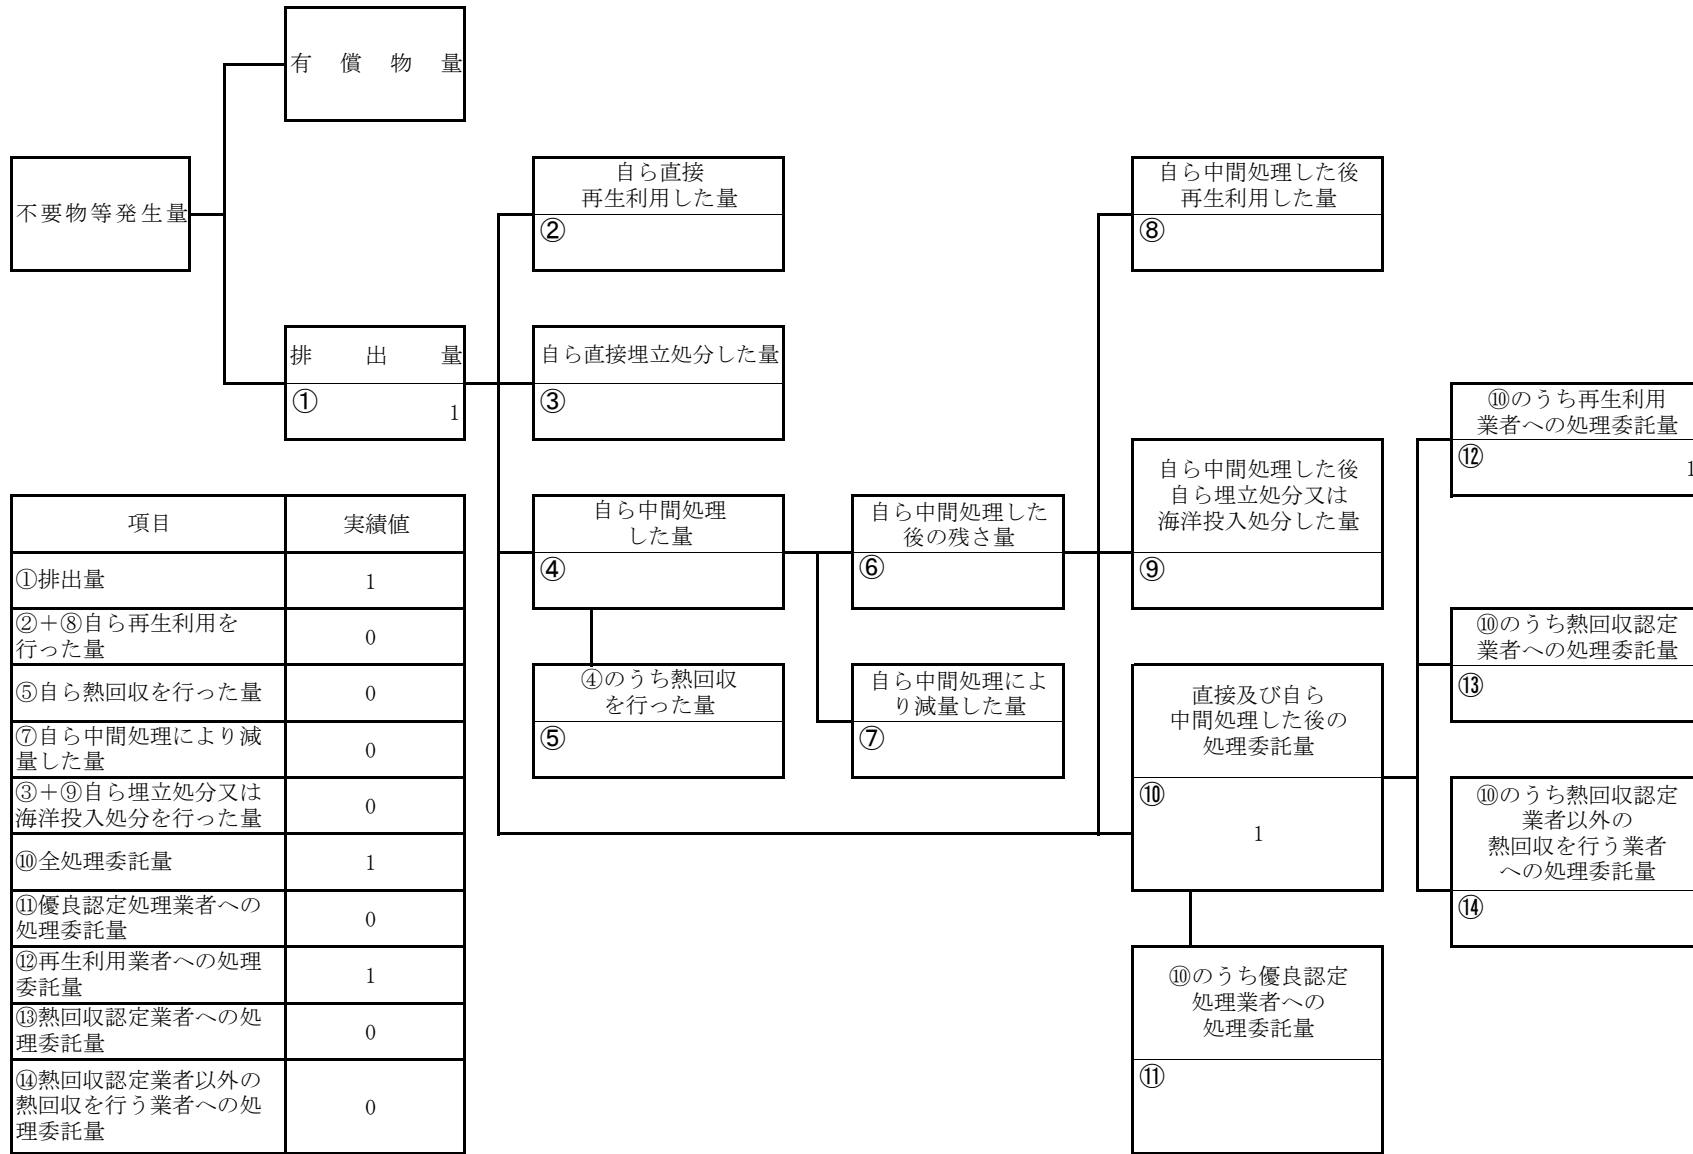 有償物量
不要物等発生量
自ら直接
再生利用した量
②
自ら中間処理した後
再生利用した量
⑧
排出量
①
1
自ら直接埋立処分した量
③
⑩のうち再生利用
業者への処理委託量
⑫
1
自ら中間処理
した量
④
自ら中間処理した
後の残さ量
⑥
自ら中間処理した後
自ら埋立処分又は
海洋投入処分した量
⑨
⑩のうち熱回収認定
業者への処理委託量
⑬
④のうち熱回収
を行った量
⑤
自ら中間処理によ
り減量した量
⑦
直接及び自ら
中間処理した後の
処理委託量
⑩
1
⑩のうち熱回収認定
業者以外の
熱回収を行う業者
への処理委託量
⑭
⑩のうち優良認定
処理業者への
処理委託量
⑪
項目 実績値
①排出量 1
②＋⑧自ら再生利用を
行った量 0
⑤自ら熱回収を行った量 0
⑦自ら中間処理により減
量した量 0
③＋⑨自ら埋立処分又は
海洋投入処分を行った量 0
⑩全処理委託量 1
⑪優良認定処理業者への
処理委託量 0
⑫再生利用業者への処理
委託量 1
⑬熱回収認定業者への処
理委託量 0
⑭熱回収認定業者以外の
熱回収を行う業者への処
理委託量 0